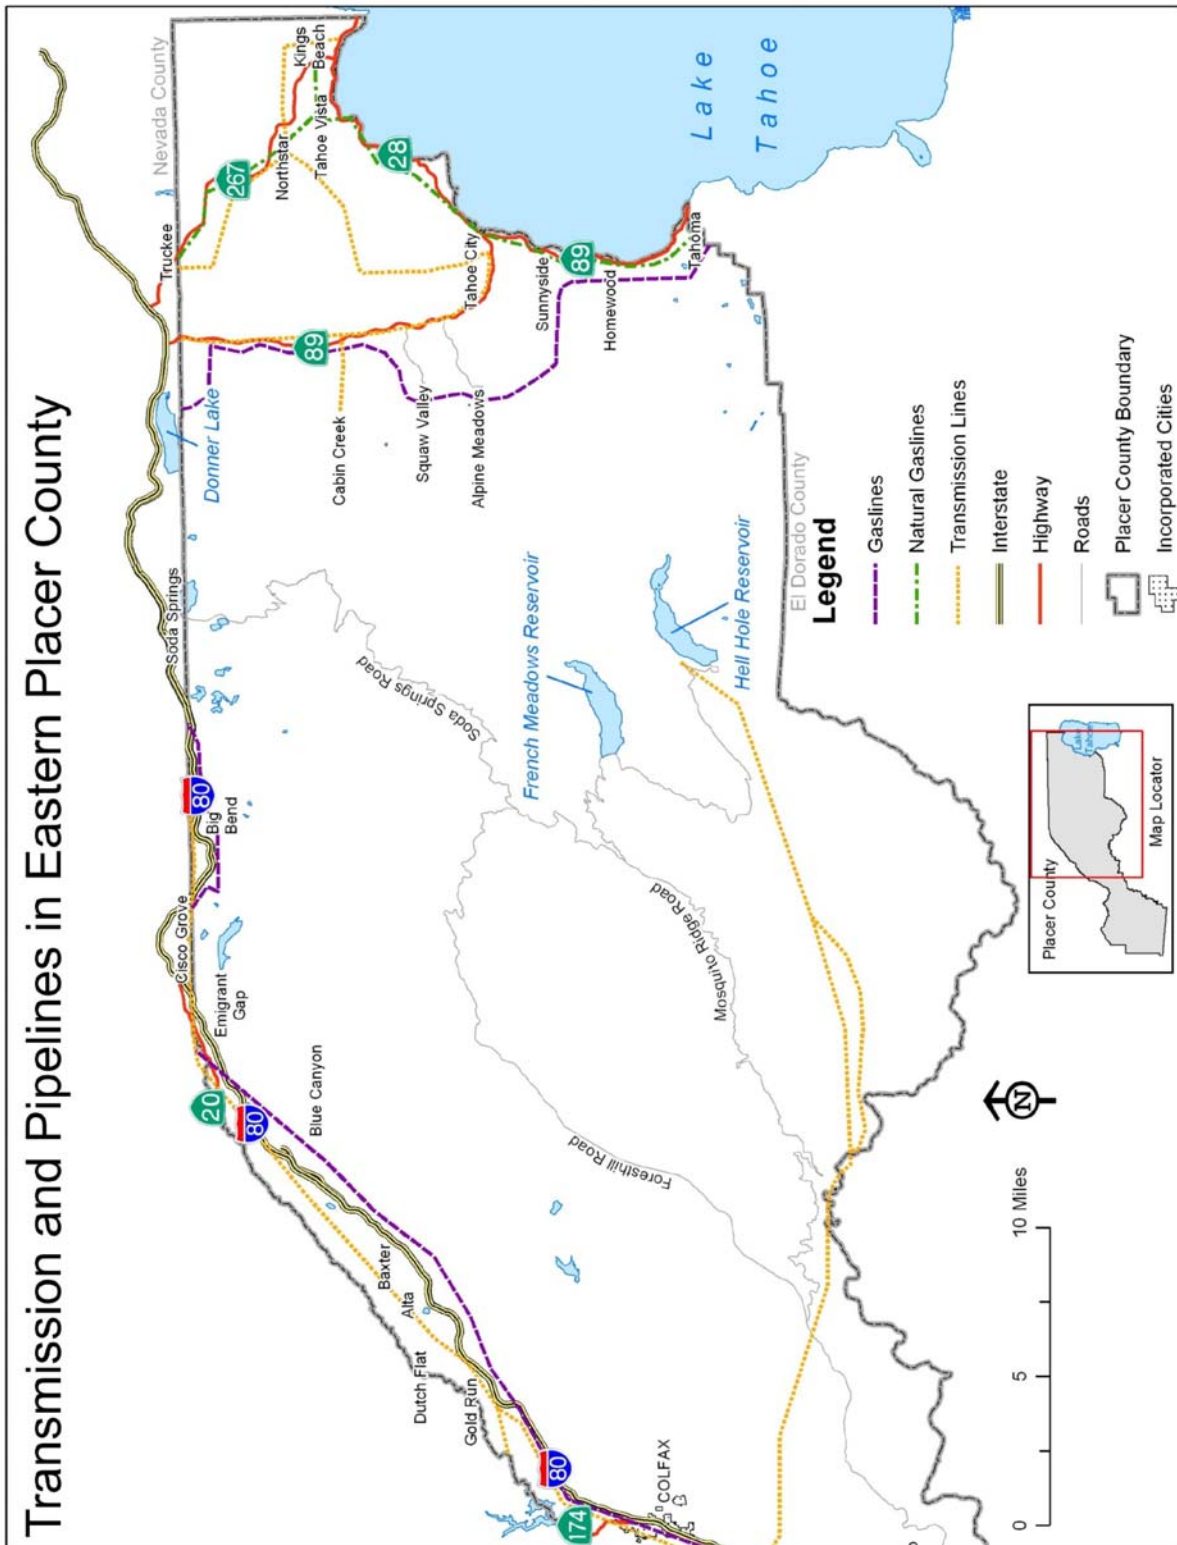 Transmission and Pipelines in Eastern Placer County
Nevada County
Truckee
Soda Springs
Donner Lake
Cisco Grove
Big
Bend
80
Emigrant
Gap
20
80
Blue Canyon
267
Northstar
Kings
Beach
Tahoe Vista
28
89
Cabin Creek
Squaw Valley
Alpine Meadows
Tahoe City
Sunnyside
89
Homewood
Tahoma
Lake
Tahoe
Baxter
Alta
Dutch Flat
Gold Run
80
174
COLFAX
Soda Springs Road
French Meadows Reservoir
Hell Hole Reservoir
Mosquito Ridge Road
Foresthill Road
El Dorado County
Legend
Gaslines
Natural Gaslines
Transmission Lines
Interstate
Highway
Roads
Placer County Boundary
Incorporated Cities
Placer County
Lake
Tahoe
Map Locator
N
0 5 10 Miles